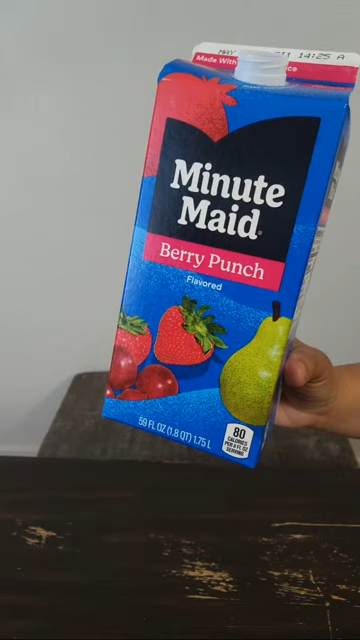 MAY 14:25 A
Made With
Minute
Maid
Berry Punch
Flavored
59 FL OZ (1.8 QT) 1.75 L
80
CALORIES
PER 8 FL OZ
SERVING